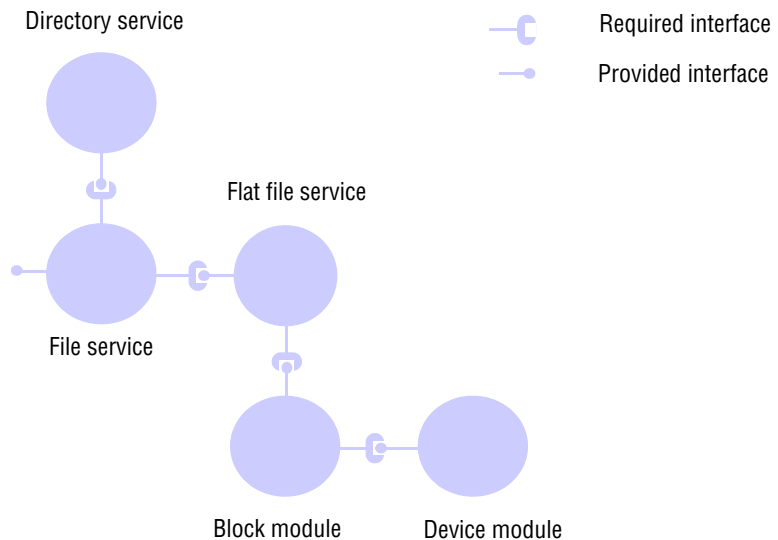 Directory service
Required interface
Provided interface
Flat file service
File service
Block module
Device module